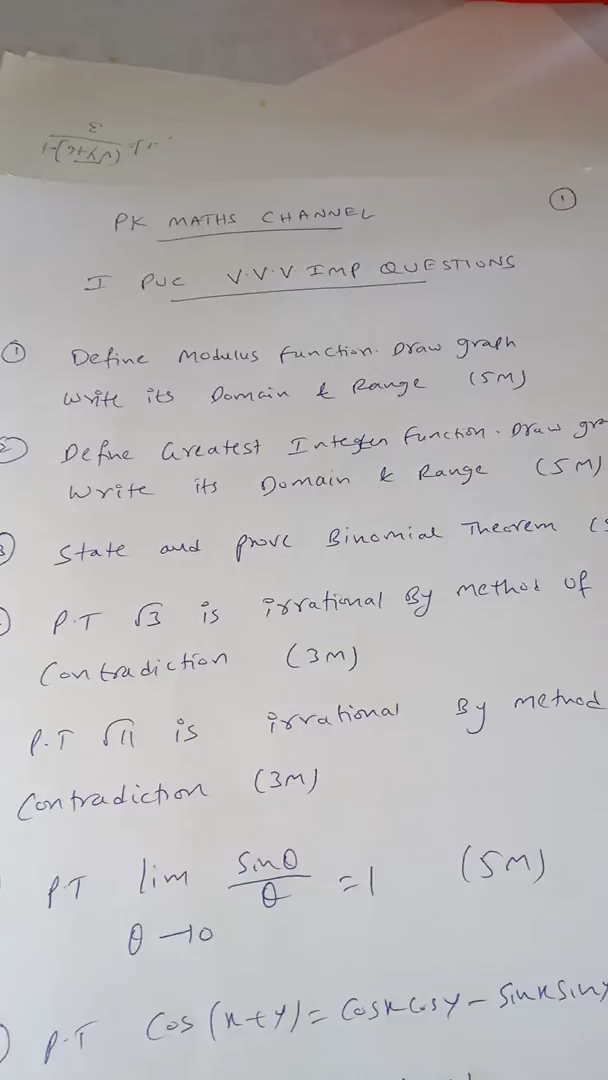 PK MATHS CHANNEL
①
I PUC V.V.V IMP QUESTIONS
① Define Modulus function. Draw graph
Write its Domain & Range (5M)
Define Greatest Integer function. Draw
Write its Domain & Range (5M)
State and prove Binomial Theorem
P.T √3 is irrational By method of
Contradiction (3M)
P.T √11 is irrational By method
Contradiction (3M)
PT lim sinθ/θ = 1 (5M)
θ→0
P.T Cos (x+y) = Cosx Cosy - Sinx Siny